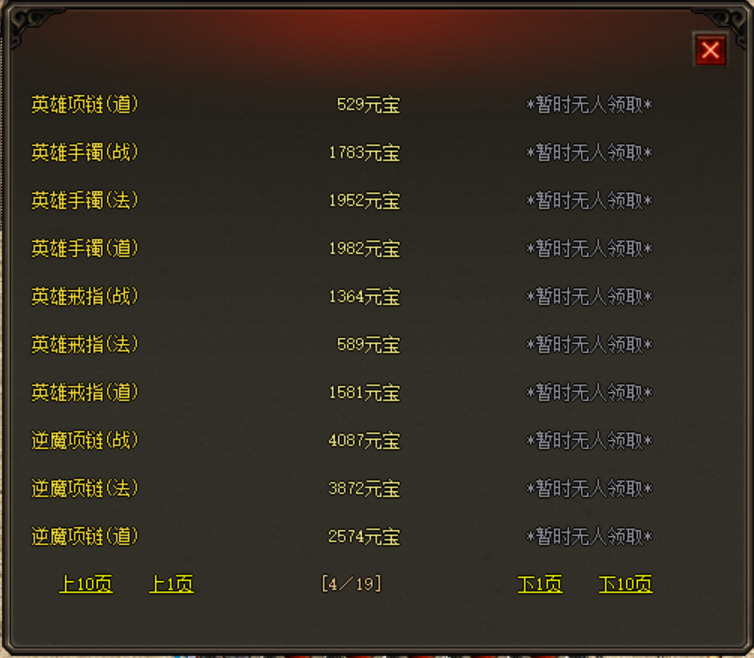 英雄项链(道) 529元宝 *暂时无人领取*
英雄手镯(战) 1783元宝 *暂时无人领取*
英雄手镯(法) 1952元宝 *暂时无人领取*
英雄手镯(道) 1982元宝 *暂时无人领取*
英雄戒指(战) 1364元宝 *暂时无人领取*
英雄戒指(法) 589元宝 *暂时无人领取*
英雄戒指(道) 1581元宝 *暂时无人领取*
逆魔项链(战) 4087元宝 *暂时无人领取*
逆魔项链(法) 3872元宝 *暂时无人领取*
逆魔项链(道) 2574元宝 *暂时无人领取*
上10页 上1页 [4/19] 下1页 下10页